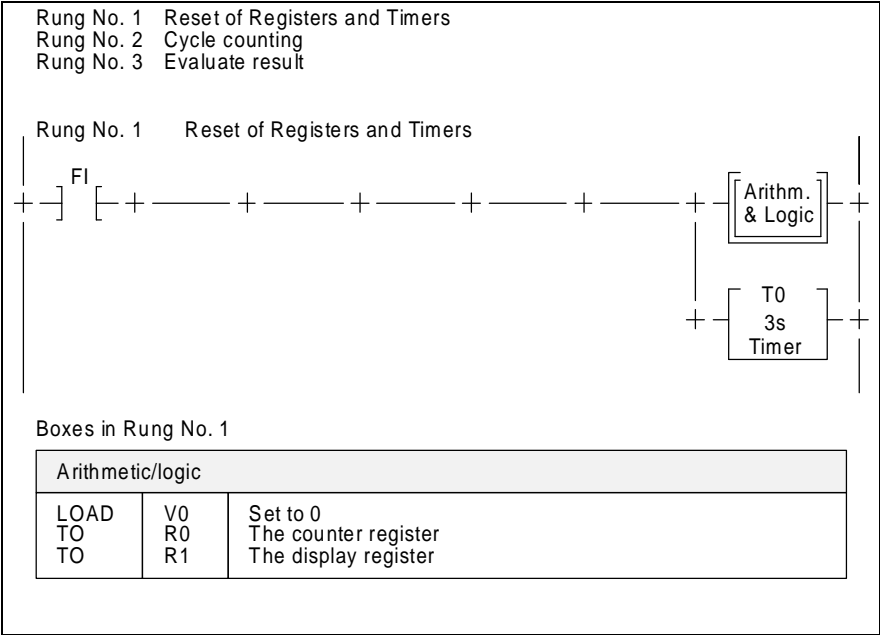 Rung No. 1 Reset of Registers and Timers
Rung No. 2 Cycle counting
Rung No. 3 Evaluate result
Rung No. 1 Reset of Registers and Timers
FI
Arithm.
& Logic
T0
3s
Timer
Boxes in Rung No. 1
Arithmetic/logic
LOAD V0 Set to 0
TO R0 The counter register
TO R1 The display register